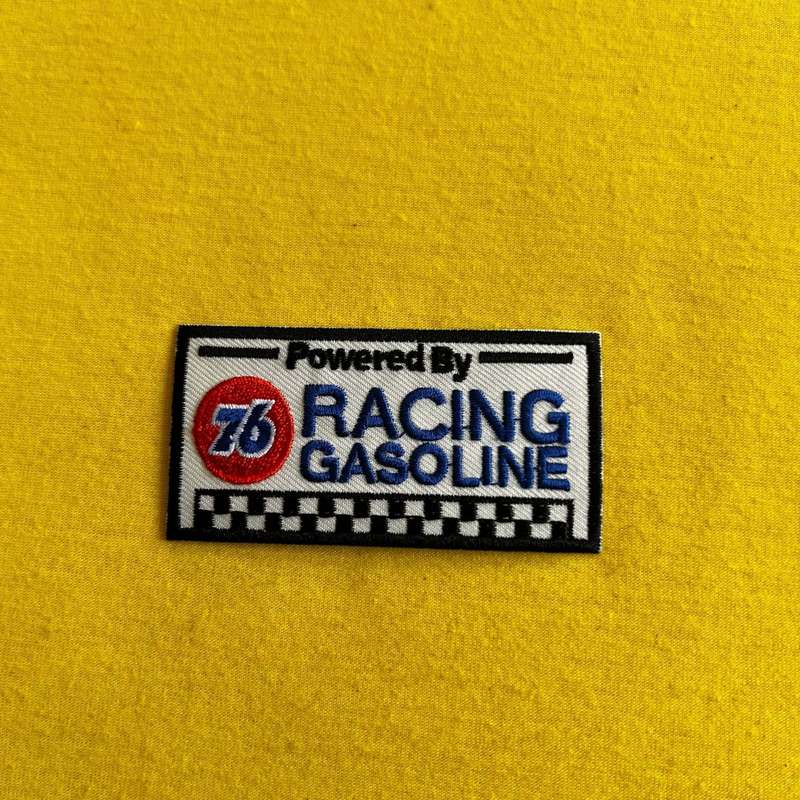 Powered By
76
RACING
GASOLINE